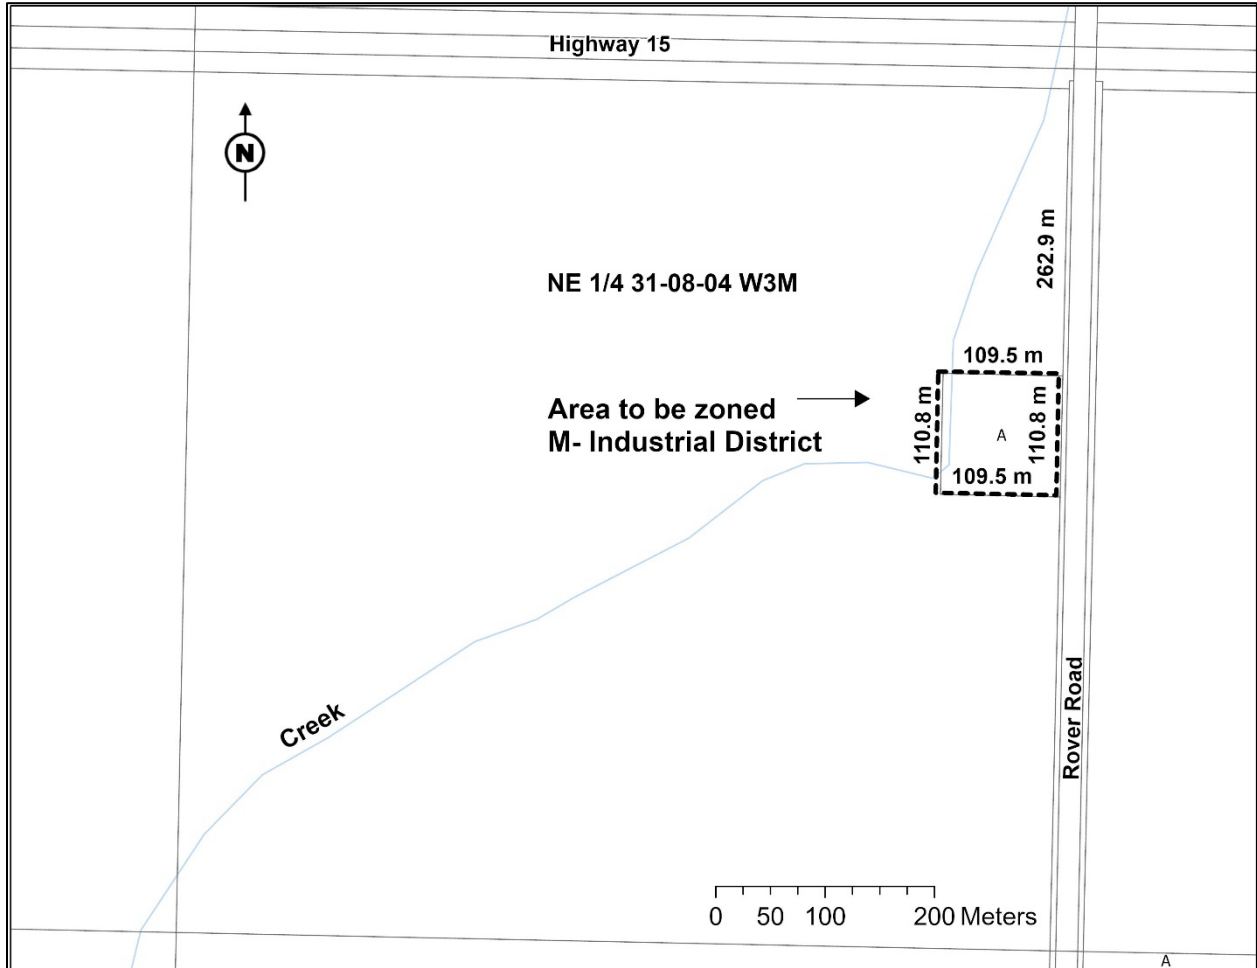 Highway 15
N
262.9 m
NE 1/4 31-08-04 W3M
109.5 m
Area to be zoned
M- Industrial District
110.8 m
A
110.8 m
109.5 m
Rover Road
Creek
0 50 100 200 Meters
A